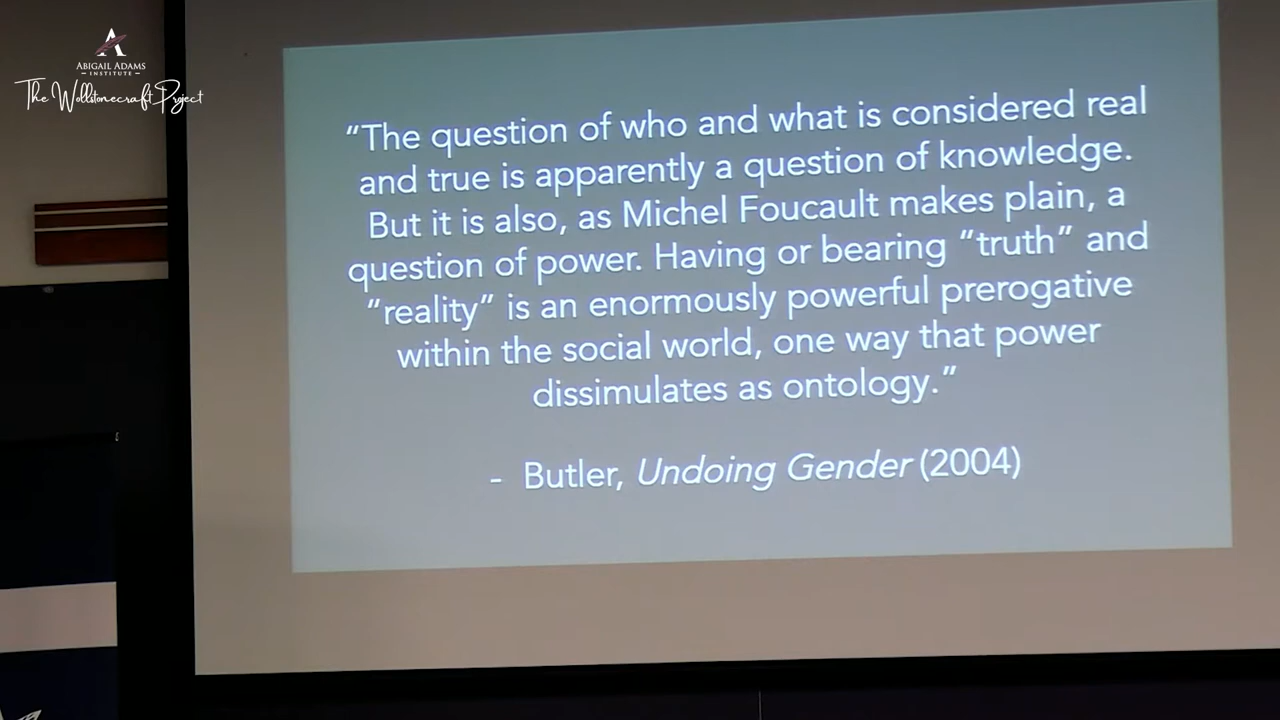 ABIGAIL ADAMS
INSTITUTE
The Wollstonecraft Project
“The question of who and what is considered real
and true is apparently a question of knowledge.
But it is also, as Michel Foucault makes plain, a
question of power. Having or bearing “truth” and
“reality” is an enormously powerful prerogative
within the social world, one way that power
dissimulates as ontology.”
- Butler, Undoing Gender (2004)